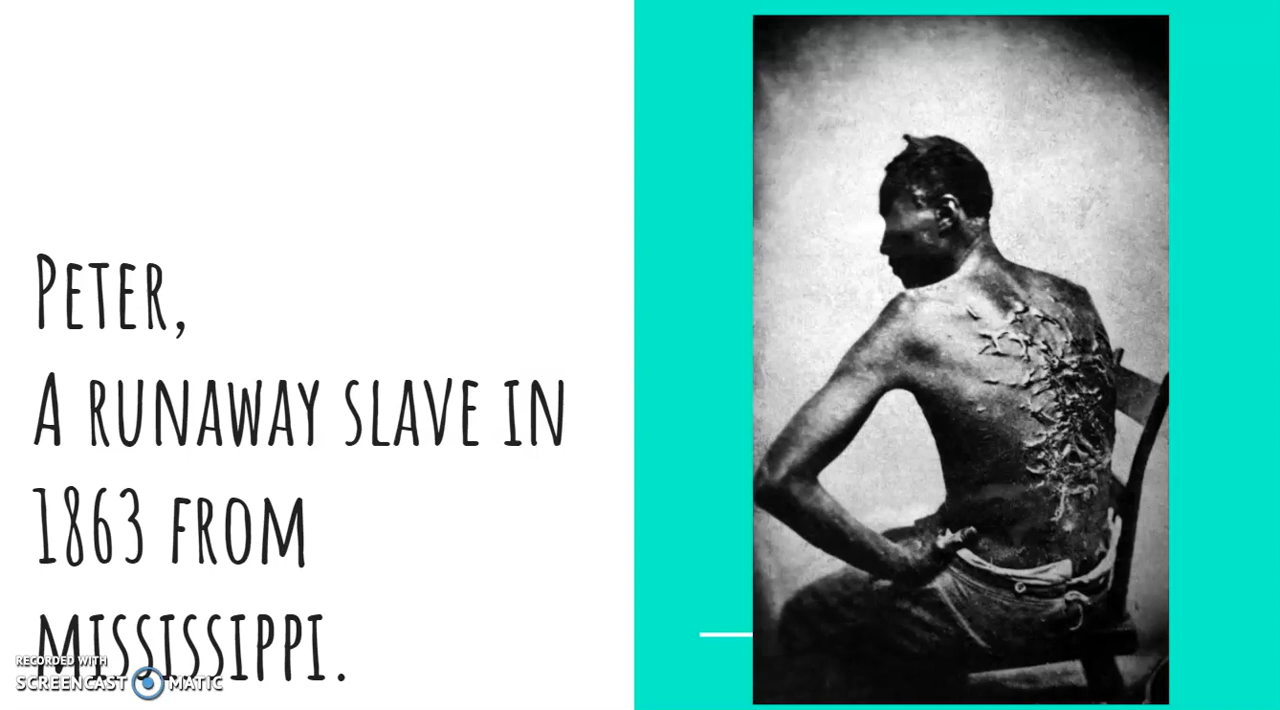 PETER,
A RUNAWAY SLAVE IN
1863 FROM
MISSISSIPPI.
RECORDED WITH
SCREENCAST MATIC